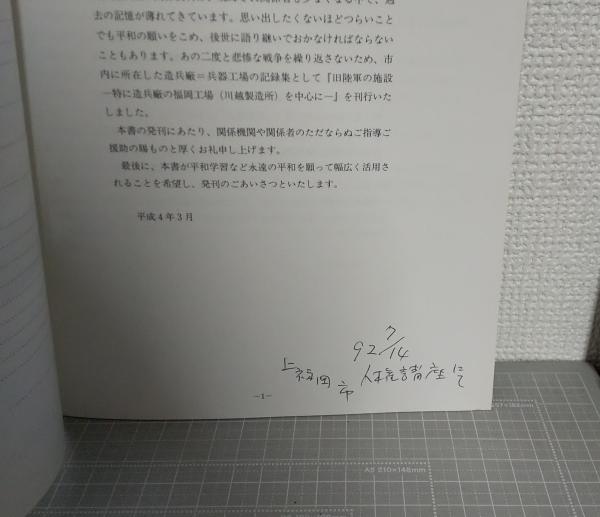 去の記憶が薄れてきています。思い出したくないほどつらいこと
でも平和の願いをこめ、後世に語り継いでおかなければならない
こともあります。あの二度と悲惨な戦争を繰り返さないため、市
内に所在した造兵廠＝兵器工場の記録集として『旧陸軍の施設
―特に造兵廠の福岡工場（川越製造所）を中心に―』を刊行いた
しました。
本書の発刊にあたり、関係機関や関係者のただならぬご指導ご
援助の賜ものと厚くお礼申し上げます。
最後に、本書が平和学習など永遠の平和を願って幅広く活用さ
れることを希望し、発刊のごあいさつといたします。
平成4年3月
92 7/14
上福岡市 人権講座にて
―1―
A5 210×148mm